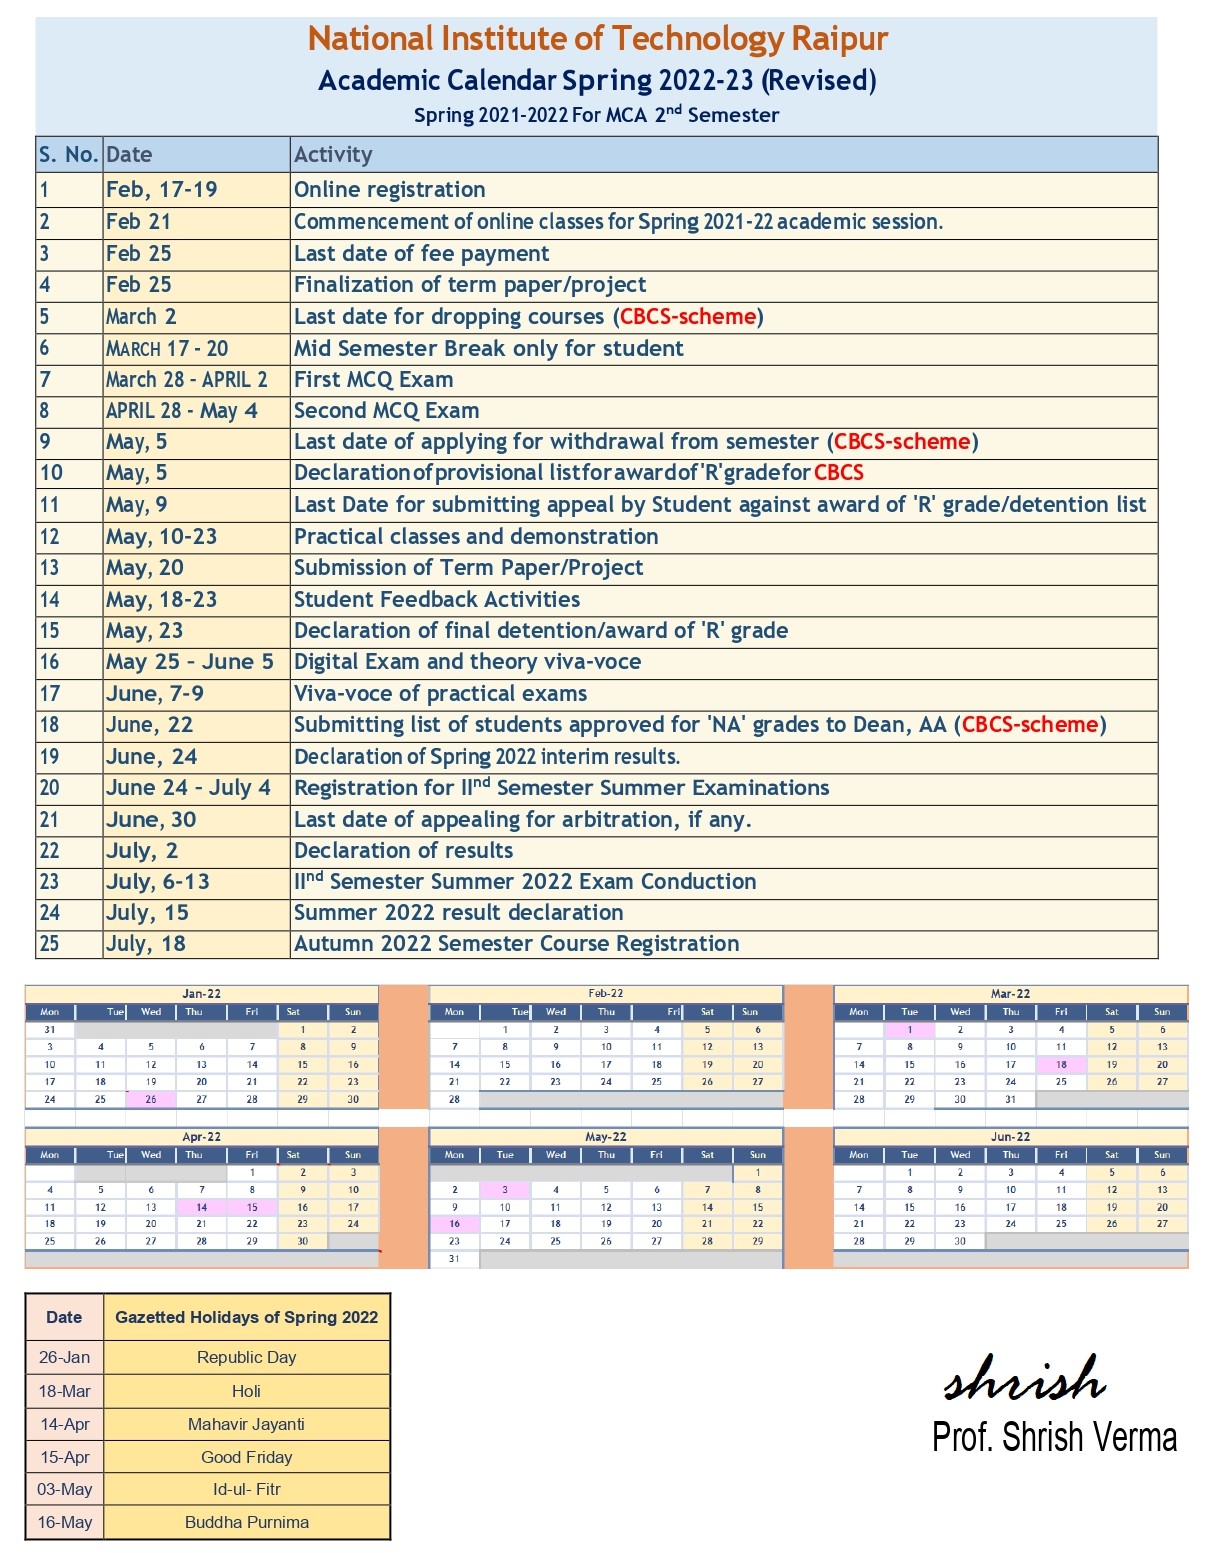 National Institute of Technology Raipur
Academic Calendar Spring 2022-23 (Revised)
Spring 2021-2022 For MCA 2nd Semester
S. No. Date Activity
1 Feb, 17-19 Online registration
2 Feb 21 Commencement of online classes for Spring 2021-22 academic session.
3 Feb 25 Last date of fee payment
4 Feb 25 Finalization of term paper/project
5 March 2 Last date for dropping courses (CBCS-scheme)
6 MARCH 17 - 20 Mid Semester Break only for student
7 March 28 - APRIL 2 First MCQ Exam
8 APRIL 28 - May 4 Second MCQ Exam
9 May, 5 Last date of applying for withdrawal from semester (CBCS-scheme)
10 May, 5 Declaration of provisional list for award of 'R' grade for CBCS
11 May, 9 Last Date for submitting appeal by Student against award of 'R' grade/detention list
12 May, 10-23 Practical classes and demonstration
13 May, 20 Submission of Term Paper/Project
14 May, 18-23 Student Feedback Activities
15 May, 23 Declaration of final detention/award of 'R' grade
16 May 25 – June 5 Digital Exam and theory viva-voce
17 June, 7-9 Viva-voce of practical exams
18 June, 22 Submitting list of students approved for 'NA' grades to Dean, AA (CBCS-scheme)
19 June, 24 Declaration of Spring 2022 interim results.
20 June 24 – July 4 Registration for IInd Semester Summer Examinations
21 June, 30 Last date of appealing for arbitration, if any.
22 July, 2 Declaration of results
23 July, 6-13 IInd Semester Summer 2022 Exam Conduction
24 July, 15 Summer 2022 result declaration
25 July, 18 Autumn 2022 Semester Course Registration
Jan-22 Feb-22 Mar-22
Mon Tue Wed Thu Fri Sat Sun Mon Tue Wed Thu Fri Sat Sun Mon Tue Wed Thu Fri Sat Sun
31 1 2 1 2 3 4 5 6 1 2 3 4 5 6
3 4 5 6 7 8 9 7 8 9 10 11 12 13 7 8 9 10 11 12 13
10 11 12 13 14 15 16 14 15 16 17 18 19 20 14 15 16 17 18 19 20
17 18 19 20 21 22 23 21 22 23 24 25 26 27 21 22 23 24 25 26 27
24 25 26 27 28 29 30 28 28 29 30 31
Apr-22 May-22 Jun-22
Mon Tue Wed Thu Fri Sat Sun Mon Tue Wed Thu Fri Sat Sun Mon Tue Wed Thu Fri Sat Sun
1 2 3 1 1 2 3 4 5 6
4 5 6 7 8 9 10 2 3 4 5 6 7 8 7 8 9 10 11 12 13
11 12 13 14 15 16 17 9 10 11 12 13 14 15 14 15 16 17 18 19 20
18 19 20 21 22 23 24 16 17 18 19 20 21 22 21 22 23 24 25 26 27
25 26 27 28 29 30 23 24 25 26 27 28 29 28 29 30
31
Date Gazetted Holidays of Spring 2022
26-Jan Republic Day
18-Mar Holi
14-Apr Mahavir Jayanti
15-Apr Good Friday
03-May Id-ul- Fitr
16-May Buddha Purnima
shrish
Prof. Shrish Verma